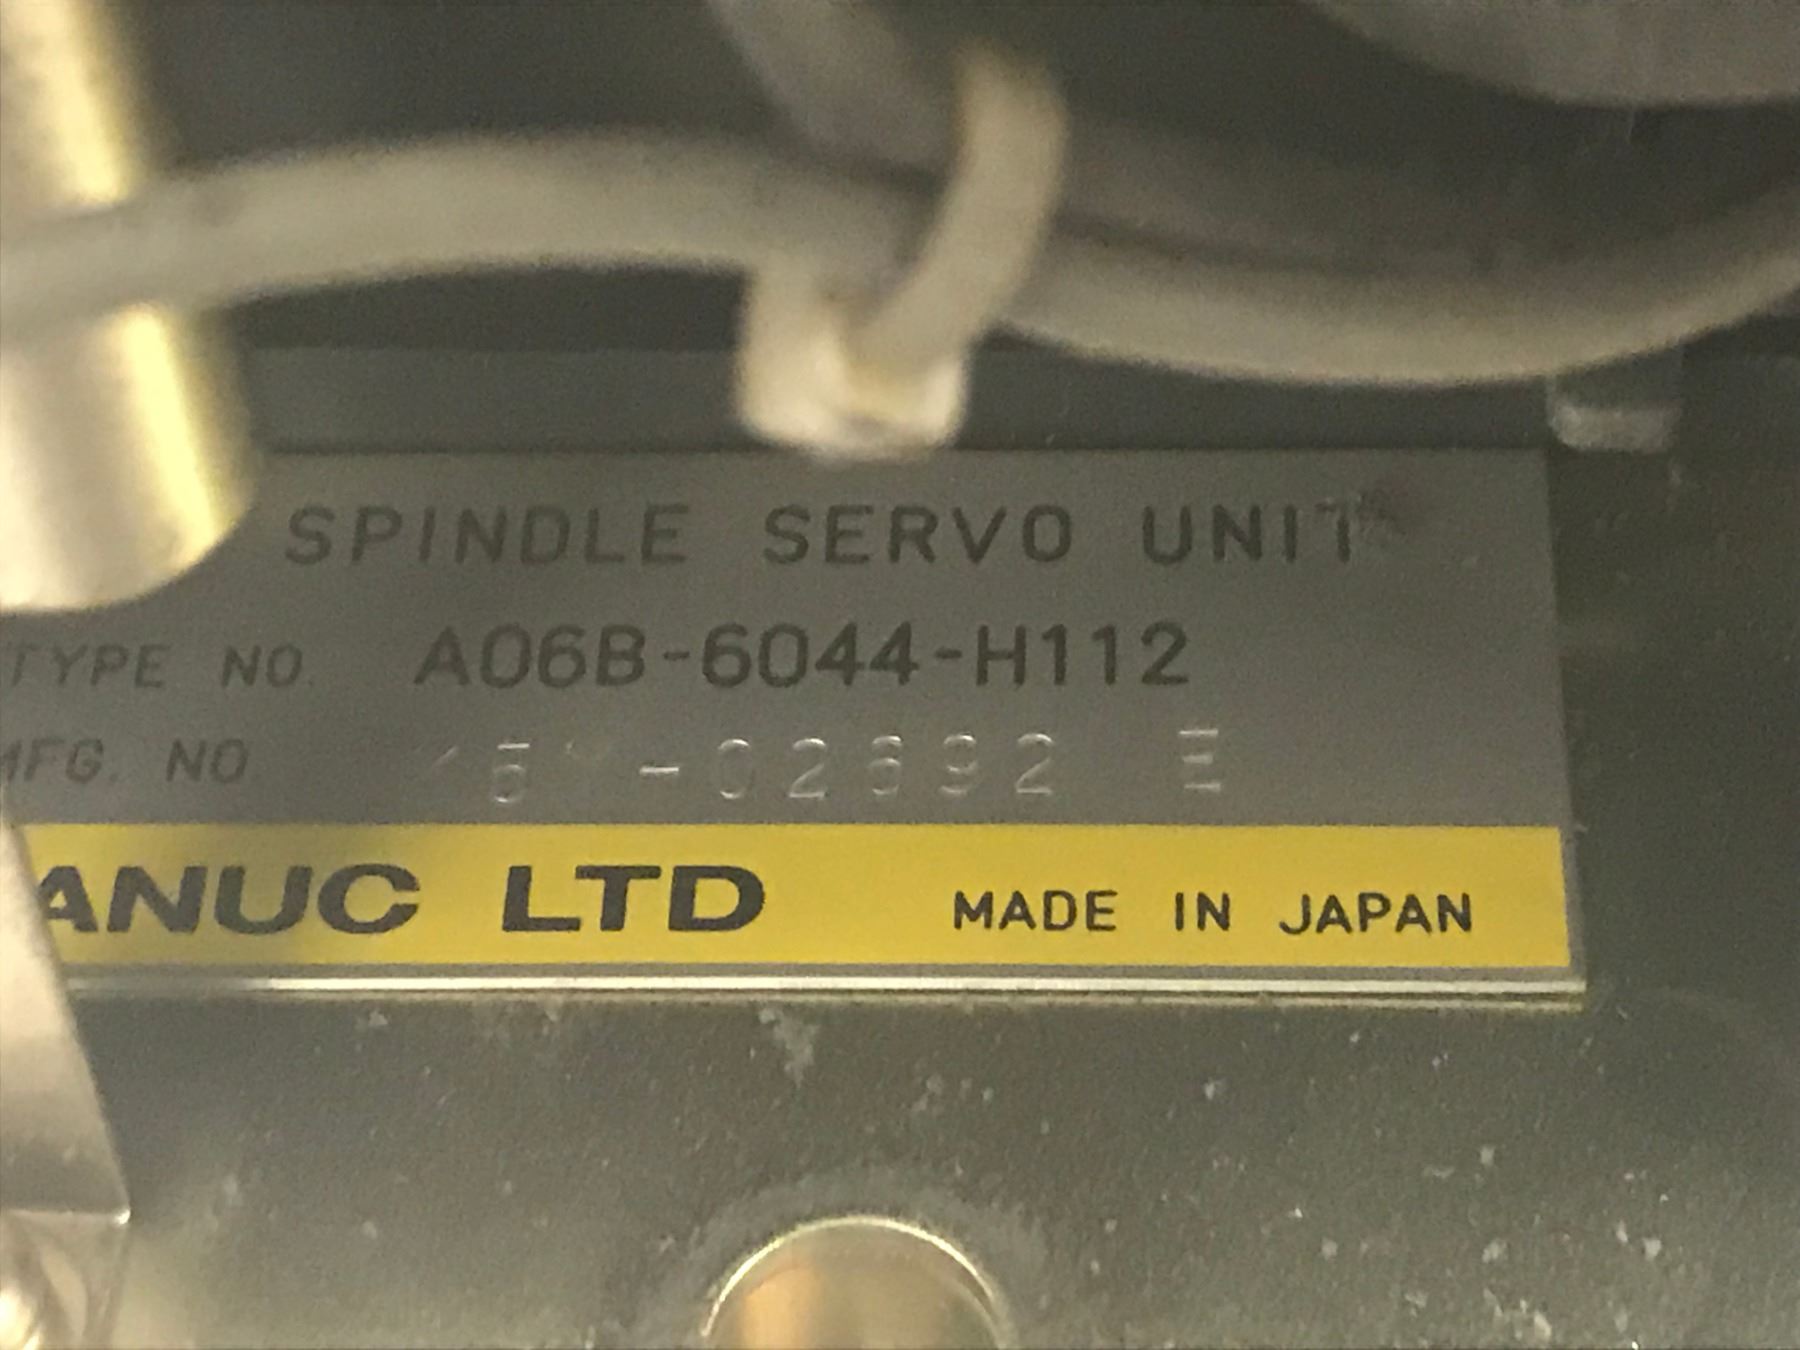 SPINDLE SERVO UNIT
TYPE NO. A06B-6044-H112
MFG. NO
ANUC LTD MADE IN JAPAN